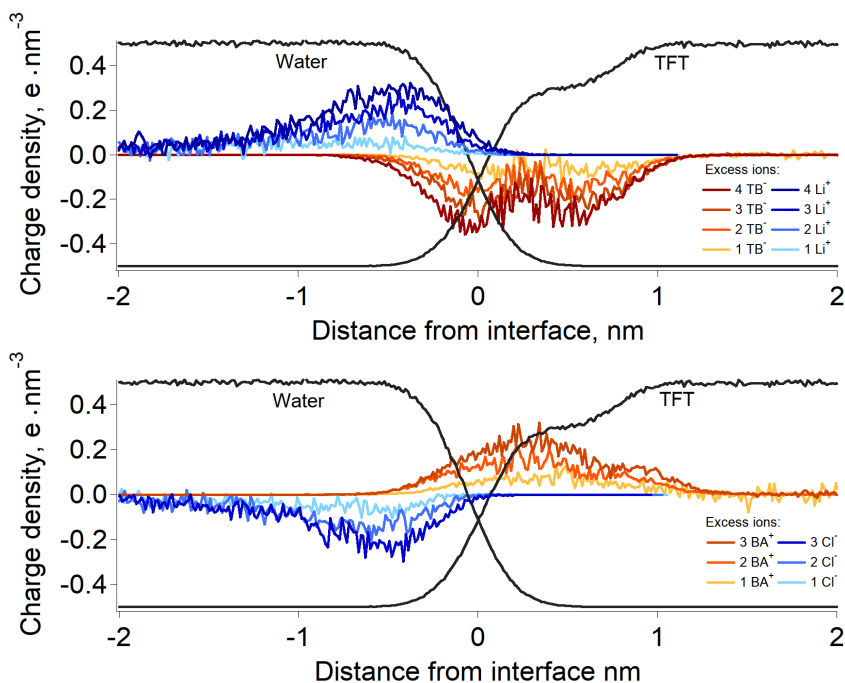 Charge density, e ·nm⁻³
0.4
0.2
0.0
-0.2
-0.4
Water
TFT
Excess ions:
4 TB⁻ 4 Li⁺
3 TB⁻ 3 Li⁺
2 TB⁻ 2 Li⁺
1 TB⁻ 1 Li⁺
-2 -1 0 1 2
Distance from interface, nm
Charge density, e ·nm⁻³
0.4
0.2
0.0
-0.2
-0.4
Water
TFT
Excess ions:
3 BA⁺ 3 Cl⁻
2 BA⁺ 2 Cl⁻
1 BA⁺ 1 Cl⁻
-2 -1 0 1 2
Distance from interface nm